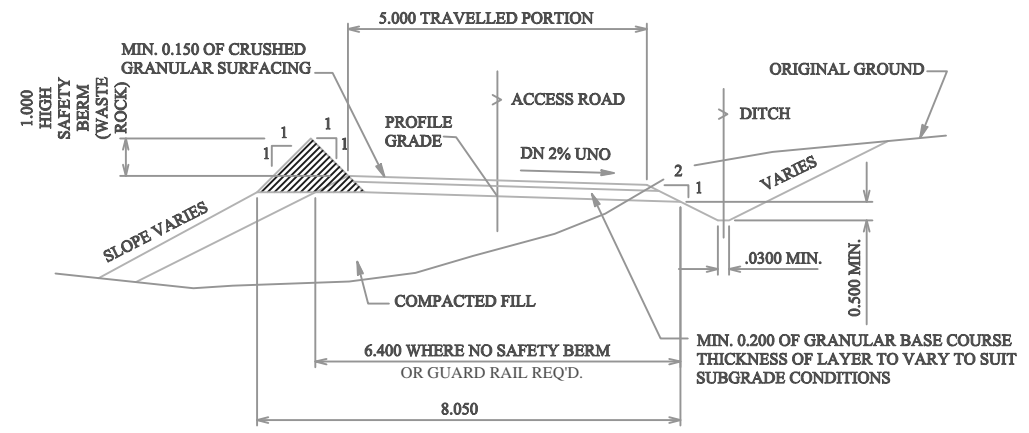 5.000 TRAVELLED PORTION
MIN. 0.150 OF CRUSHED
GRANULAR SURFACING
ORIGINAL GROUND
1.000
HIGH
SAFETY
BERM
(WASTE
ROCK)
ACCESS ROAD
DITCH
PROFILE
GRADE
1
1
1
1
DN 2% UNO
2
1
VARIES
SLOPE VARIES
.0300 MIN.
0.500 MIN.
COMPACTED FILL
MIN. 0.200 OF GRANULAR BASE COURSE
THICKNESS OF LAYER TO VARY TO SUIT
SUBGRADE CONDITIONS
6.400 WHERE NO SAFETY BERM
OR GUARD RAIL REQ'D.
8.050